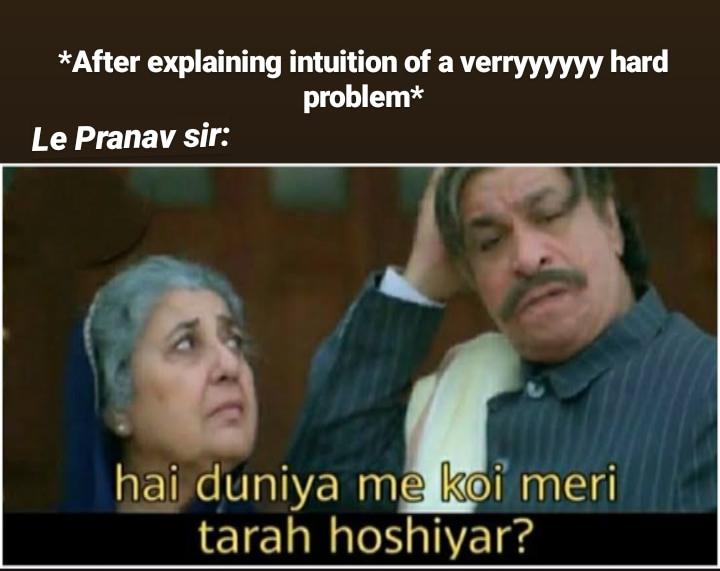 *After explaining intuition of a verryyyyyy hard
problem*
Le Pranav sir:
hai duniya me koi meri
tarah hoshiyar?